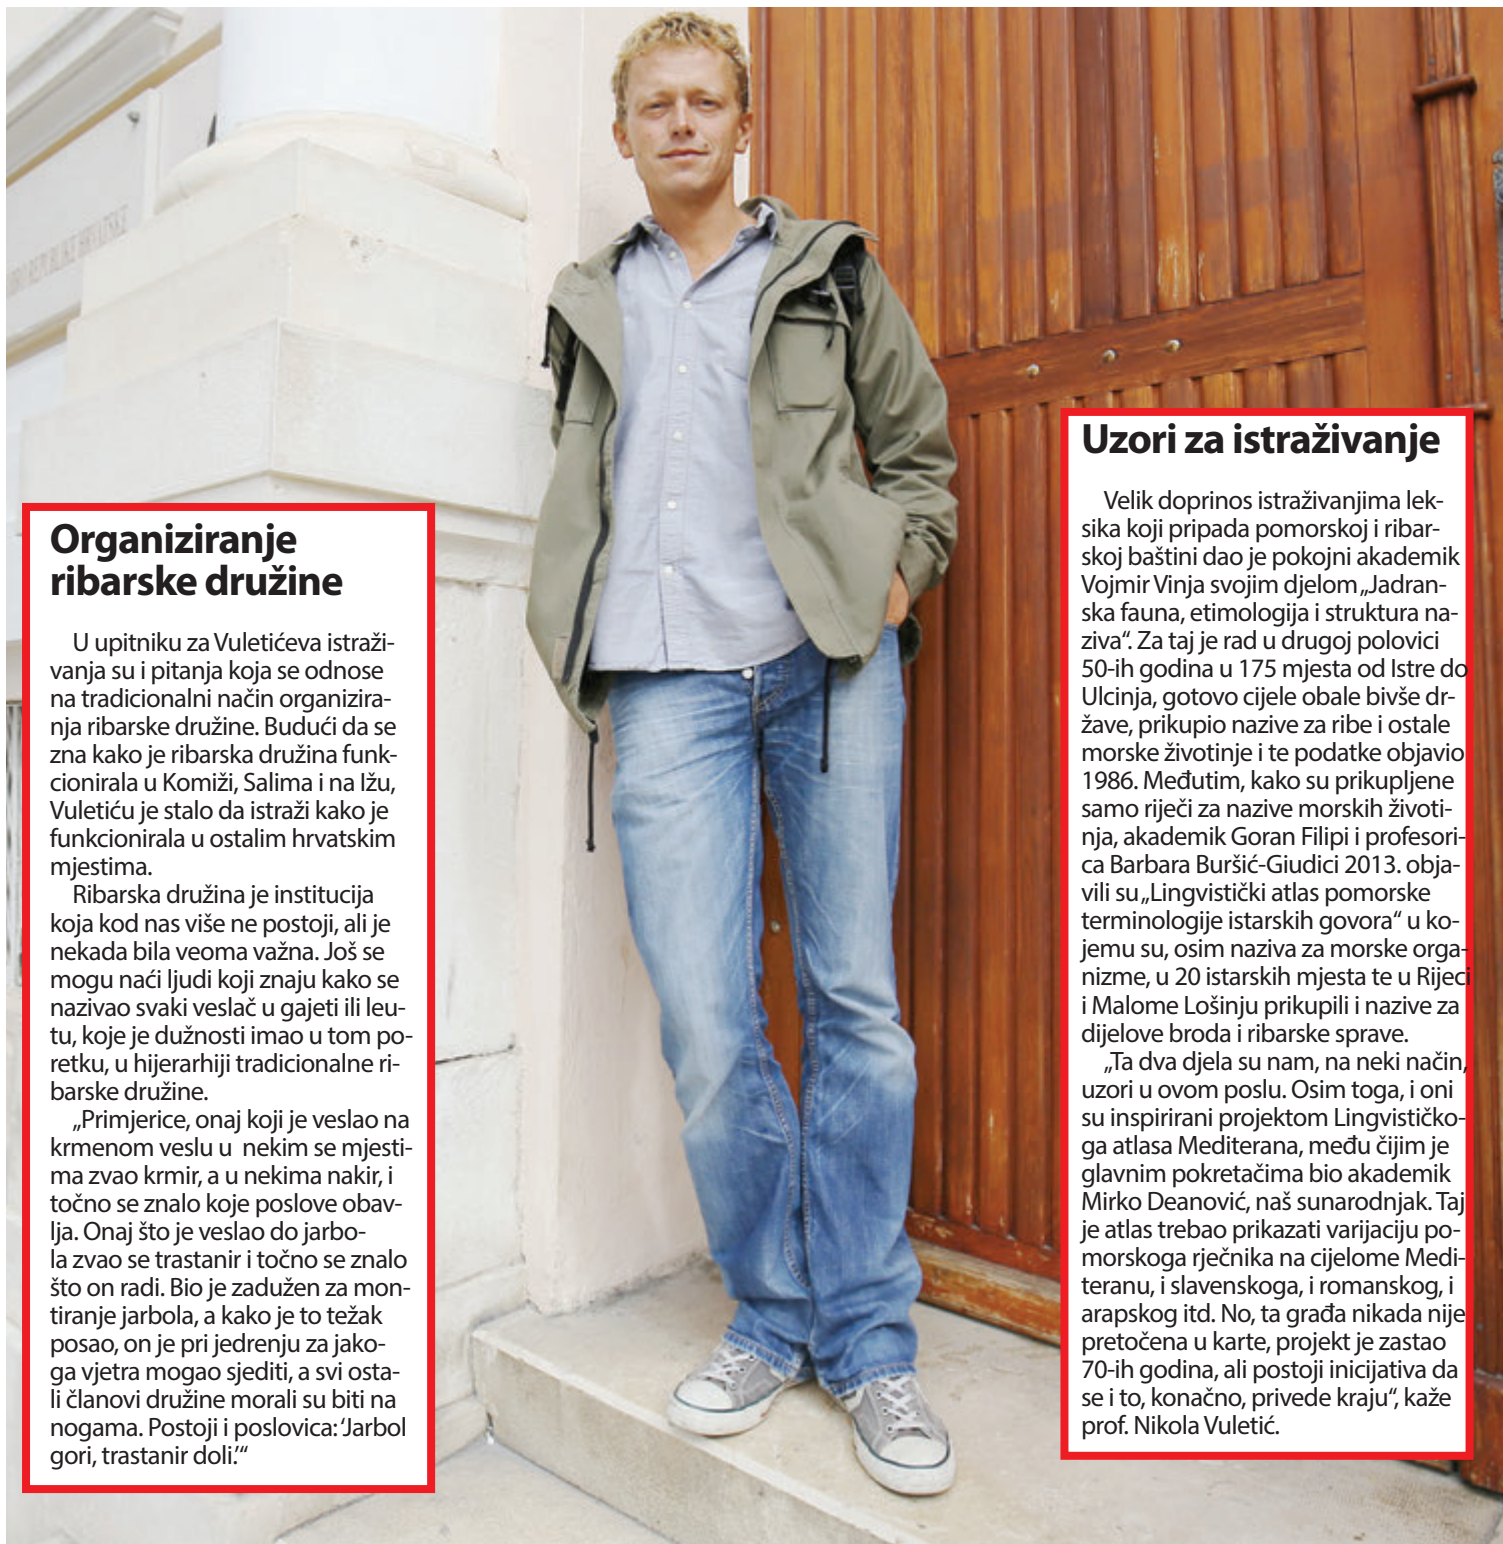 REPUBLIKE HRVATSKE
Organiziranje
ribarske družine
U upitniku za Vuletićeva istraži-
vanja su i pitanja koja se odnose
na tradicionalni način organizira-
nja ribarske družine. Budući da se
zna kako je ribarska družina funk-
cionirala u Komiži, Salima i na Ižu,
Vuletiću je stalo da istraži kako je
funkcionirala u ostalim hrvatskim
mjestima.
Ribarska družina je institucija
koja kod nas više ne postoji, ali je
nekada bila veoma važna. Još se
mogu naći ljudi koji znaju kako se
nazivao svaki veslač u gajeti ili leu-
tu, koje je dužnosti imao u tom po-
retku, u hijerarhiji tradicionalne ri-
barske družine.
„Primjerice, onaj koji je veslao na
krmenom veslu u nekim se mjesti-
ma zvao krmir, a u nekima nakir, i
točno se znalo koje poslove obav-
lja. Onaj što je veslao do jarbo-
la zvao se trastanir i točno se znalo
što on radi. Bio je zadužen za mon-
tiranje jarbola, a kako je to težak
posao, on je pri jedrenju za jako-
ga vjetra mogao sjediti, a svi osta-
li članovi družine morali su biti na
nogama. Postoji i poslovica: ‘Jarbol
gori, trastanir doli.’“
Uzori za istraživanje
Velik doprinos istraživanjima lek-
sika koji pripada pomorskoj i ribar-
skoj baštini dao je pokojni akademik
Vojmir Vinja svojim djelom „Jadran-
ska fauna, etimologija i struktura na-
ziva“. Za taj je rad u drugoj polovici
50-ih godina u 175 mjesta od Istre do
Ulcinja, gotovo cijele obale bivše dr-
žave, prikupio nazive za ribe i ostale
morske životinje i te podatke objavio
1986. Međutim, kako su prikupljene
samo riječi za nazive morskih životi-
nja, akademik Goran Filipi i profesori-
ca Barbara Buršić-Giudici 2013. obja-
vili su „Lingvistički atlas pomorske
terminologije istarskih govora“ u ko-
jemu su, osim naziva za morske orga-
nizme, u 20 istarskih mjesta te u Rijeci
i Malome Lošinju prikupili i nazive za
dijelove broda i ribarske sprave.
„Ta dva djela su nam, na neki način,
uzori u ovom poslu. Osim toga, i oni
su inspirirani projektom Lingvističko-
ga atlasa Mediterana, među čijim je
glavnim pokretačima bio akademik
Mirko Deanović, naš sunarodnjak. Taj
je atlas trebao prikazati varijaciju po-
morskoga rječnika na cijelome Medi-
teranu, i slavenskoga, i romanskog, i
arapskog itd. No, ta građa nikada nije
pretočena u karte, projekt je zastao
70-ih godina, ali postoji inicijativa da
se i to, konačno, privede kraju“, kaže
prof. Nikola Vuletić.